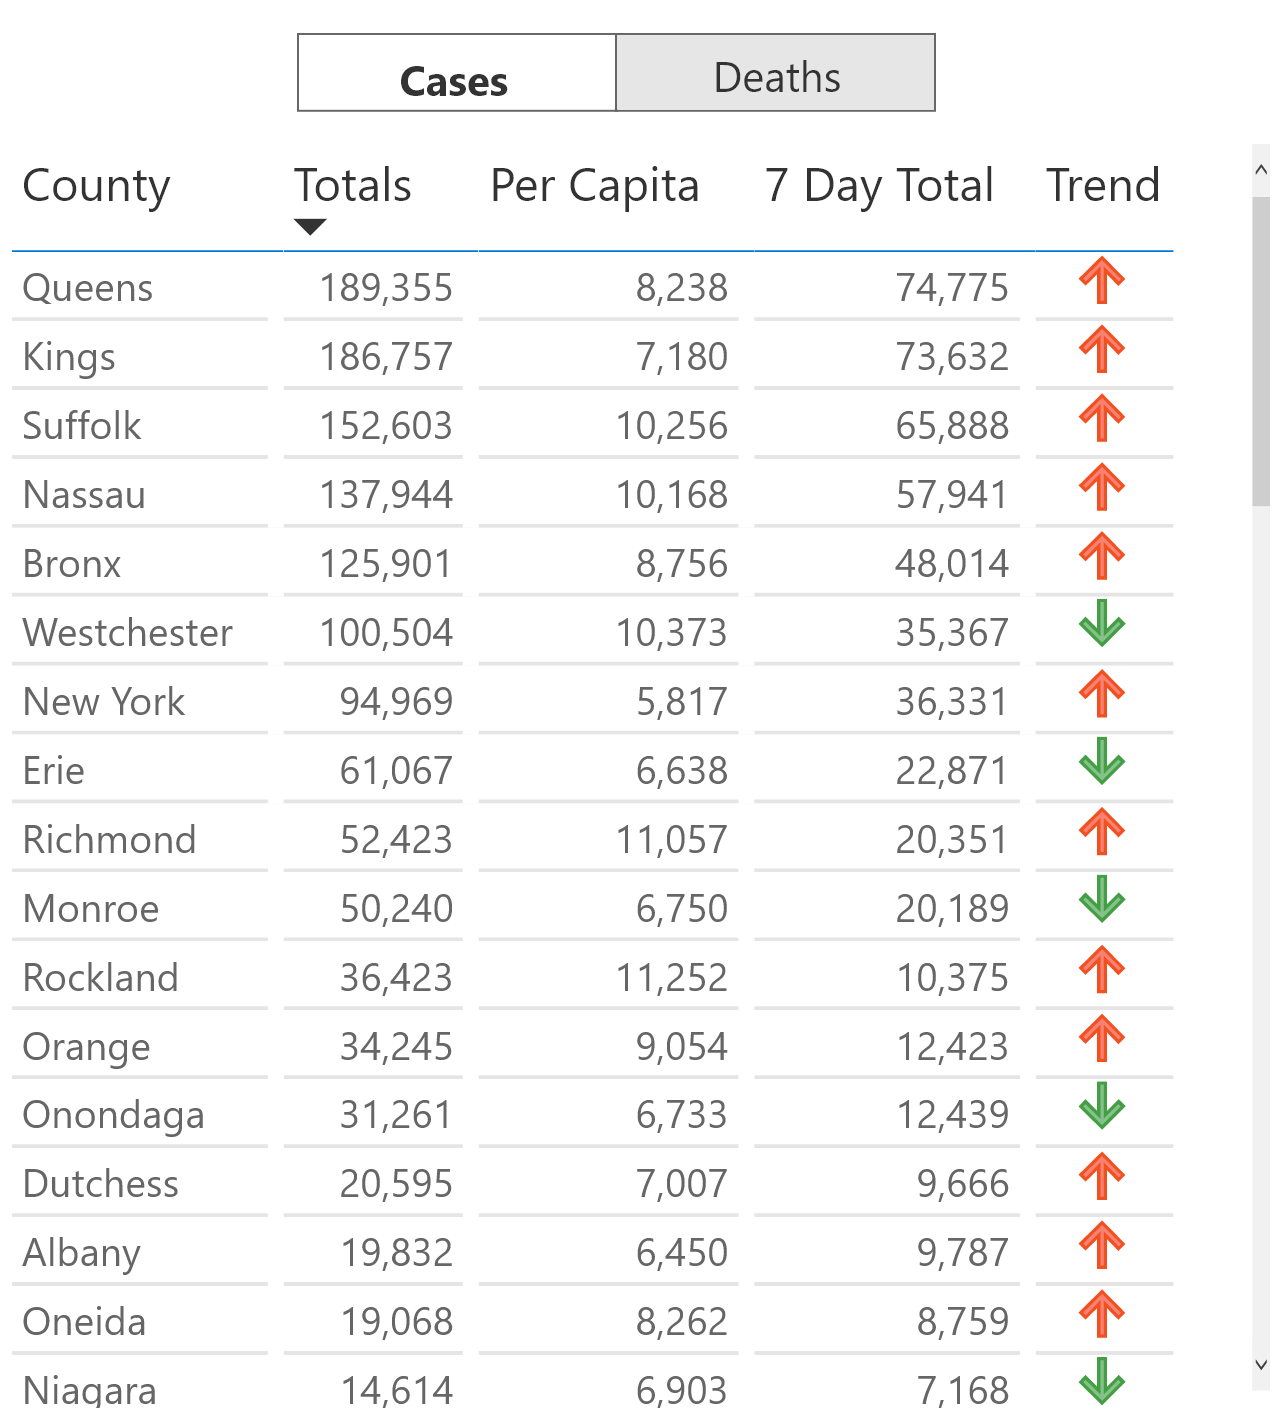 Cases Deaths
County Totals Per Capita 7 Day Total Trend
Queens 189,355 8,238 74,775
Kings 186,757 7,180 73,632
Suffolk 152,603 10,256 65,888
Nassau 137,944 10,168 57,941
Bronx 125,901 8,756 48,014
Westchester 100,504 10,373 35,367
New York 94,969 5,817 36,331
Erie 61,067 6,638 22,871
Richmond 52,423 11,057 20,351
Monroe 50,240 6,750 20,189
Rockland 36,423 11,252 10,375
Orange 34,245 9,054 12,423
Onondaga 31,261 6,733 12,439
Dutchess 20,595 7,007 9,666
Albany 19,832 6,450 9,787
Oneida 19,068 8,262 8,759
Niagara 14,614 6,903 7,168